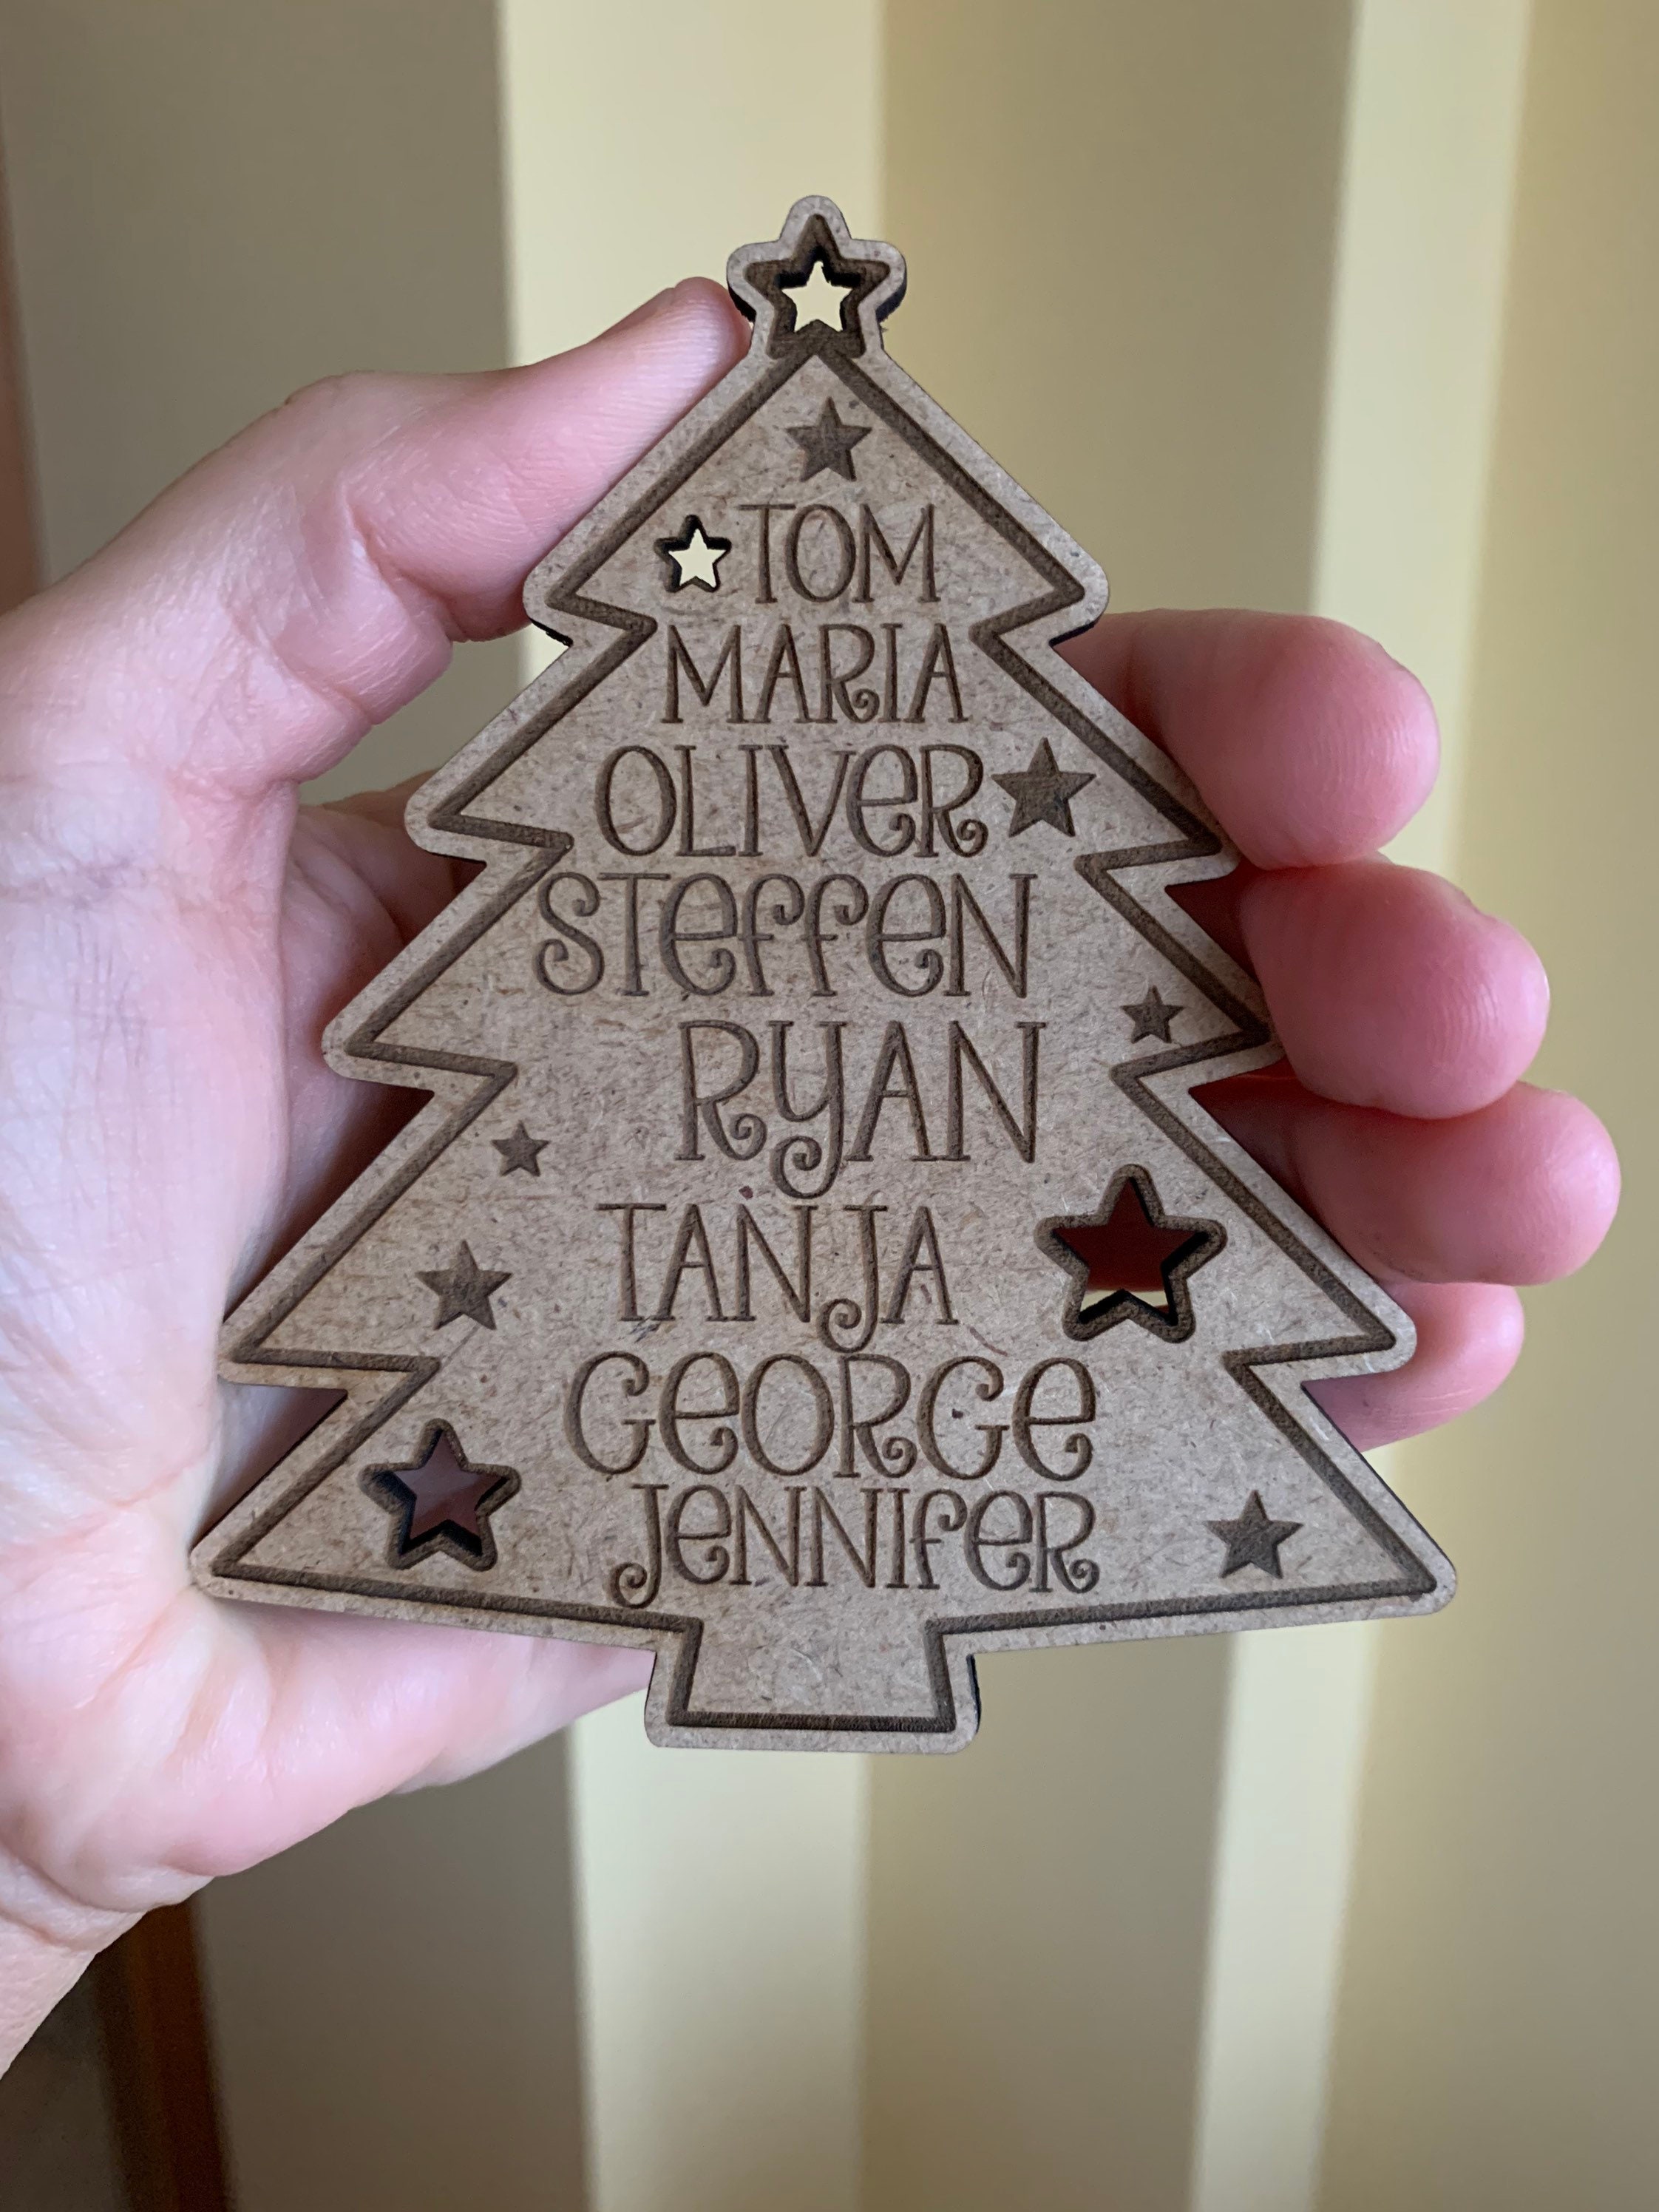 TOM
MARIA
OLIVER
STEFFEN
RYAN
TANJA
GEORGE
JENNIFER